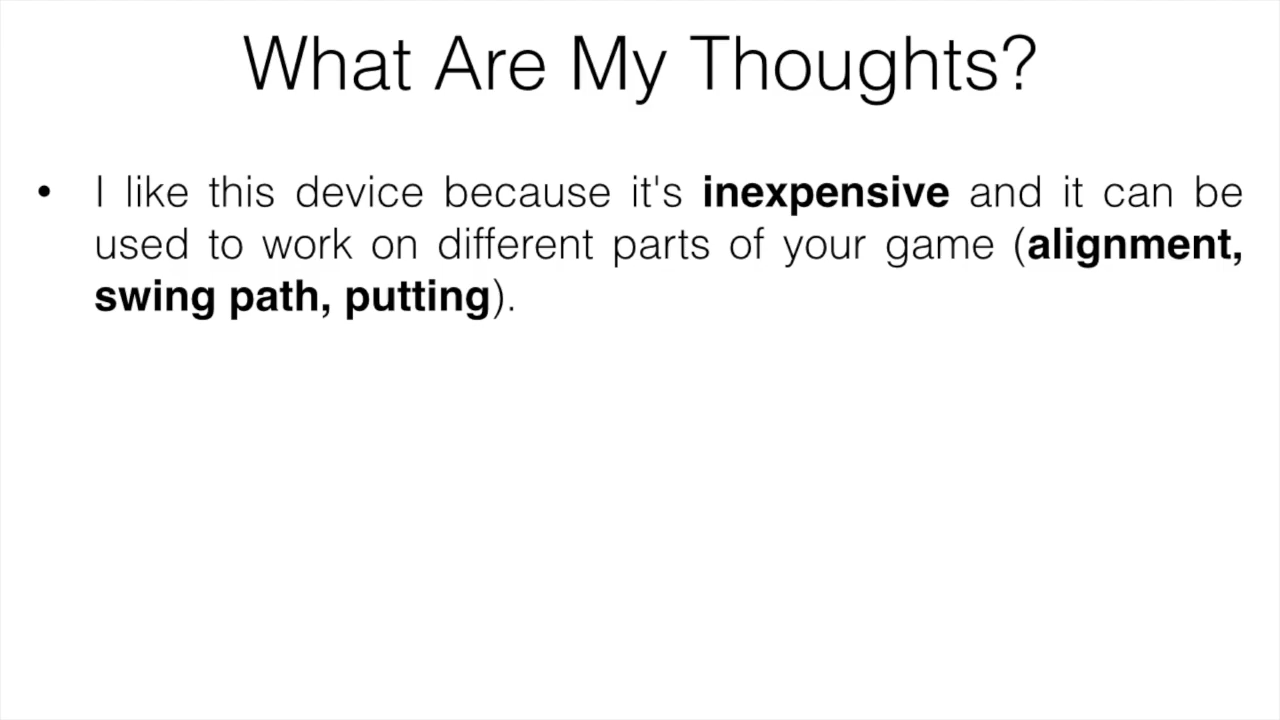 What Are My Thoughts?
• I like this device because it's inexpensive and it can be
used to work on different parts of your game (alignment,
swing path, putting).